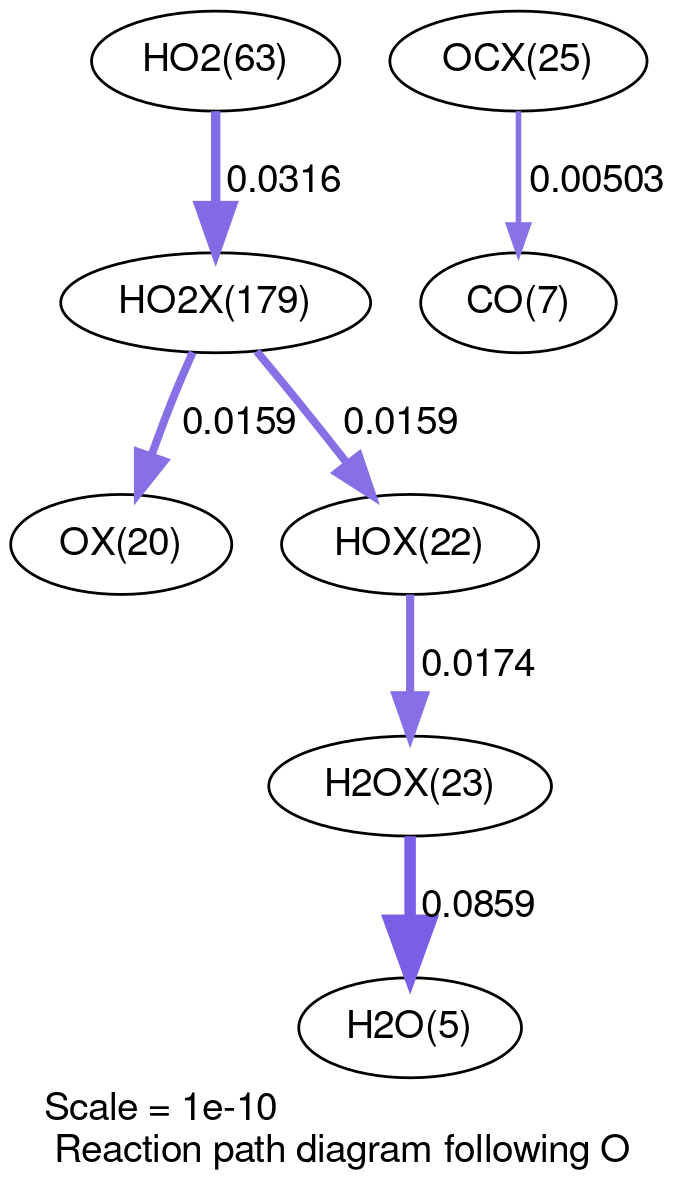 HO2(63)
OCX(25)
0.0316
0.00503
HO2X(179)
CO(7)
0.0159
0.0159
OX(20)
HOX(22)
0.0174
H2OX(23)
0.0859
H2O(5)
Scale = 1e-10
Reaction path diagram following O